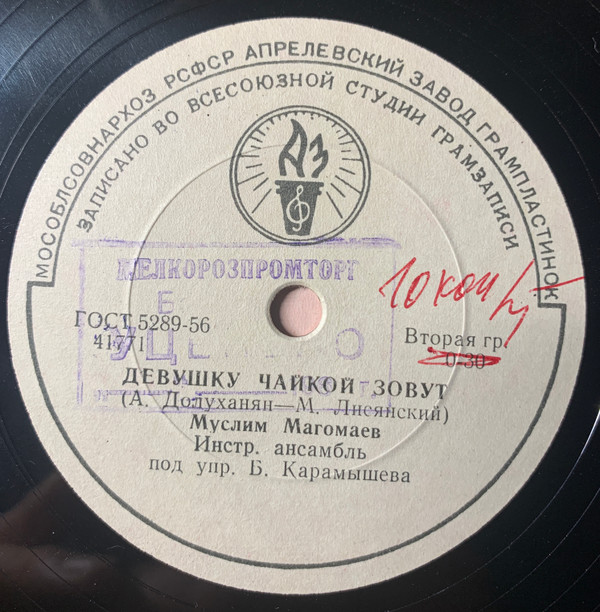 МОСОБЛСОВНАРХОЗ РСФСР АПРЕЛЕВСКИЙ ЗАВОД ГРАМПЛАСТИНОК
ЗАПИСАНО ВО ВСЕСОЮЗНОЙ СТУДИИ ГРАМЗАПИСИ
АЗ
МЕЛКОРОЗПРОМТОРГ
УЦЕНЕНО
10 коп
ГОСТ 5289-56
41771
Вторая гр.
0-30
ДЕВУШКУ ЧАЙКОЙ ЗОВУТ
(А. Долуханян—М. Лисянский)
Муслим Магомаев
Инстр. ансамбль
под упр. Б. Карамышева